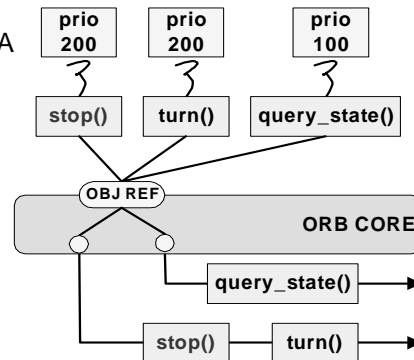 prio prio prio
A 200 200 100
stop() turn() query_state()
OBJ REF
ORB CORE
query_state()
stop() turn()